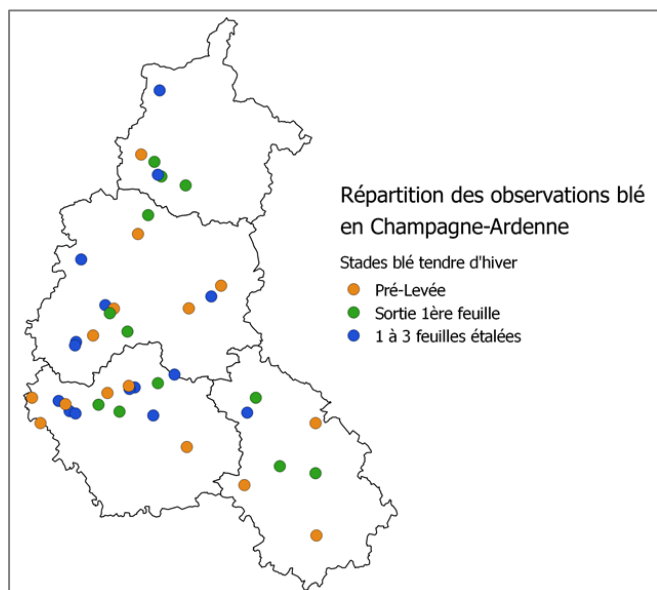 Répartition des observations blé
en Champagne-Ardenne
Stades blé tendre d'hiver
Pré-Levée
Sortie 1ère feuille
1 à 3 feuilles étalées